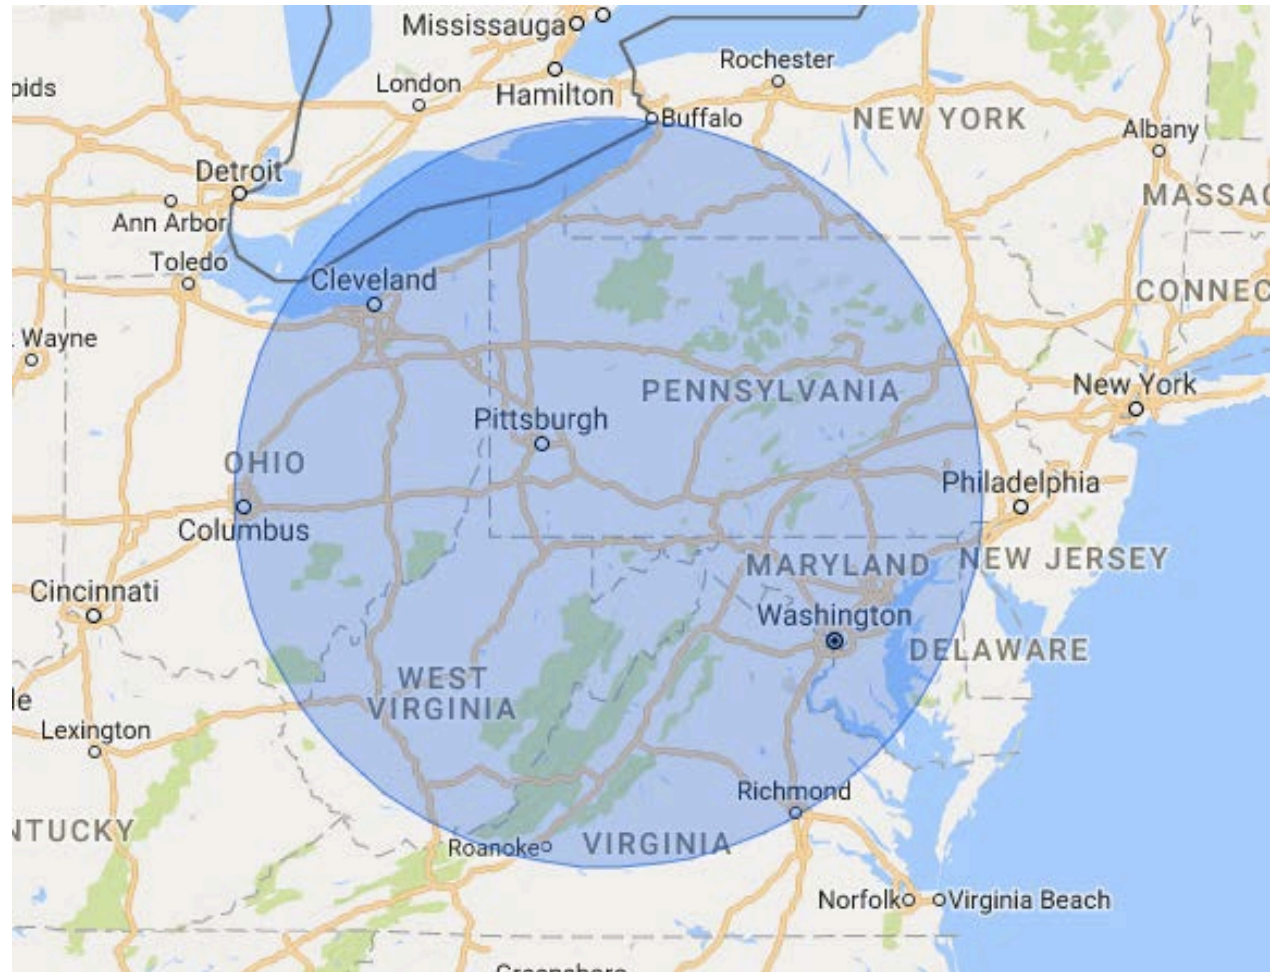 Mississauga
Rochester
London
Hamilton
pids
NEW YORK
Buffalo
Albany
Detroit
MASSAC
Ann Arbor
Toledo
Cleveland
CONNEC
Wayne
New York
PENNSYLVANIA
Pittsburgh
OHIO
Philadelphia
Columbus
MARYLAND
NEW JERSEY
Cincinnati
Washington
DELAWARE
WEST
VIRGINIA
le
Lexington
Richmond
NTUCKY
Roanoke
VIRGINIA
Norfolk
Virginia Beach